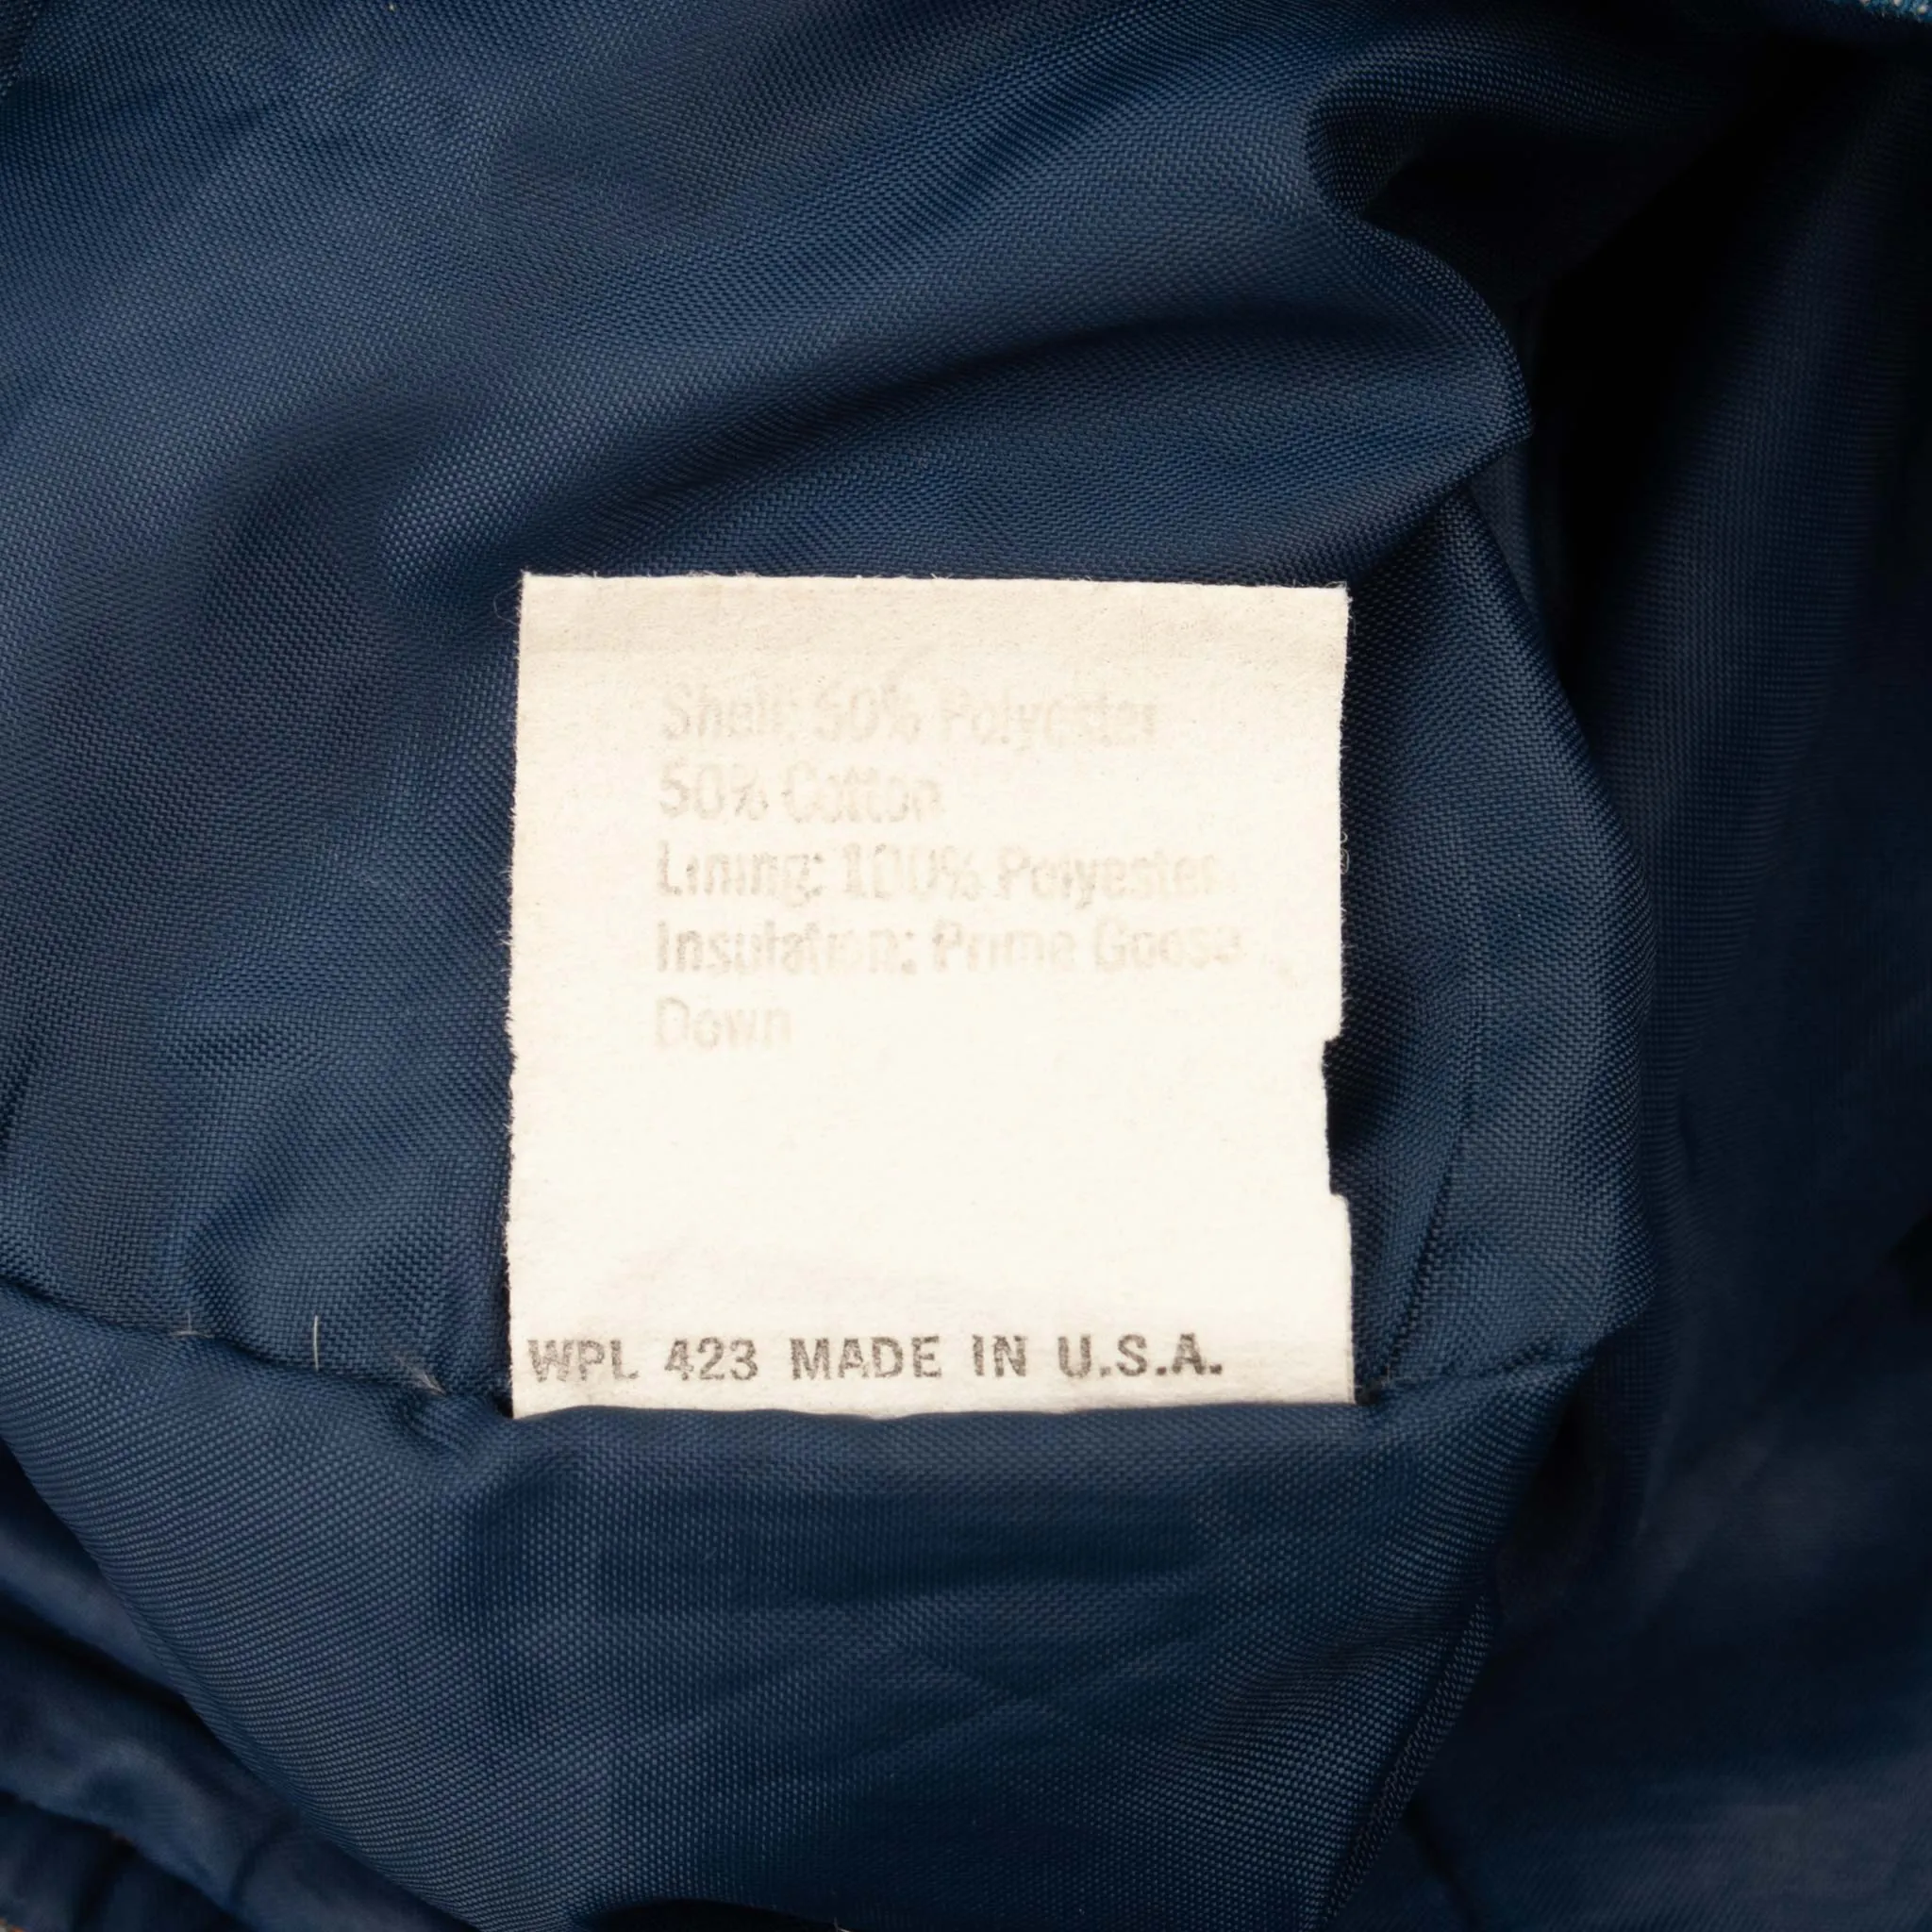 Shell: 50% Polyester
50% Cotton
Lining: 100% Polyester
Insulation: Prime Goose
Down
WPL 423 MADE IN U.S.A.